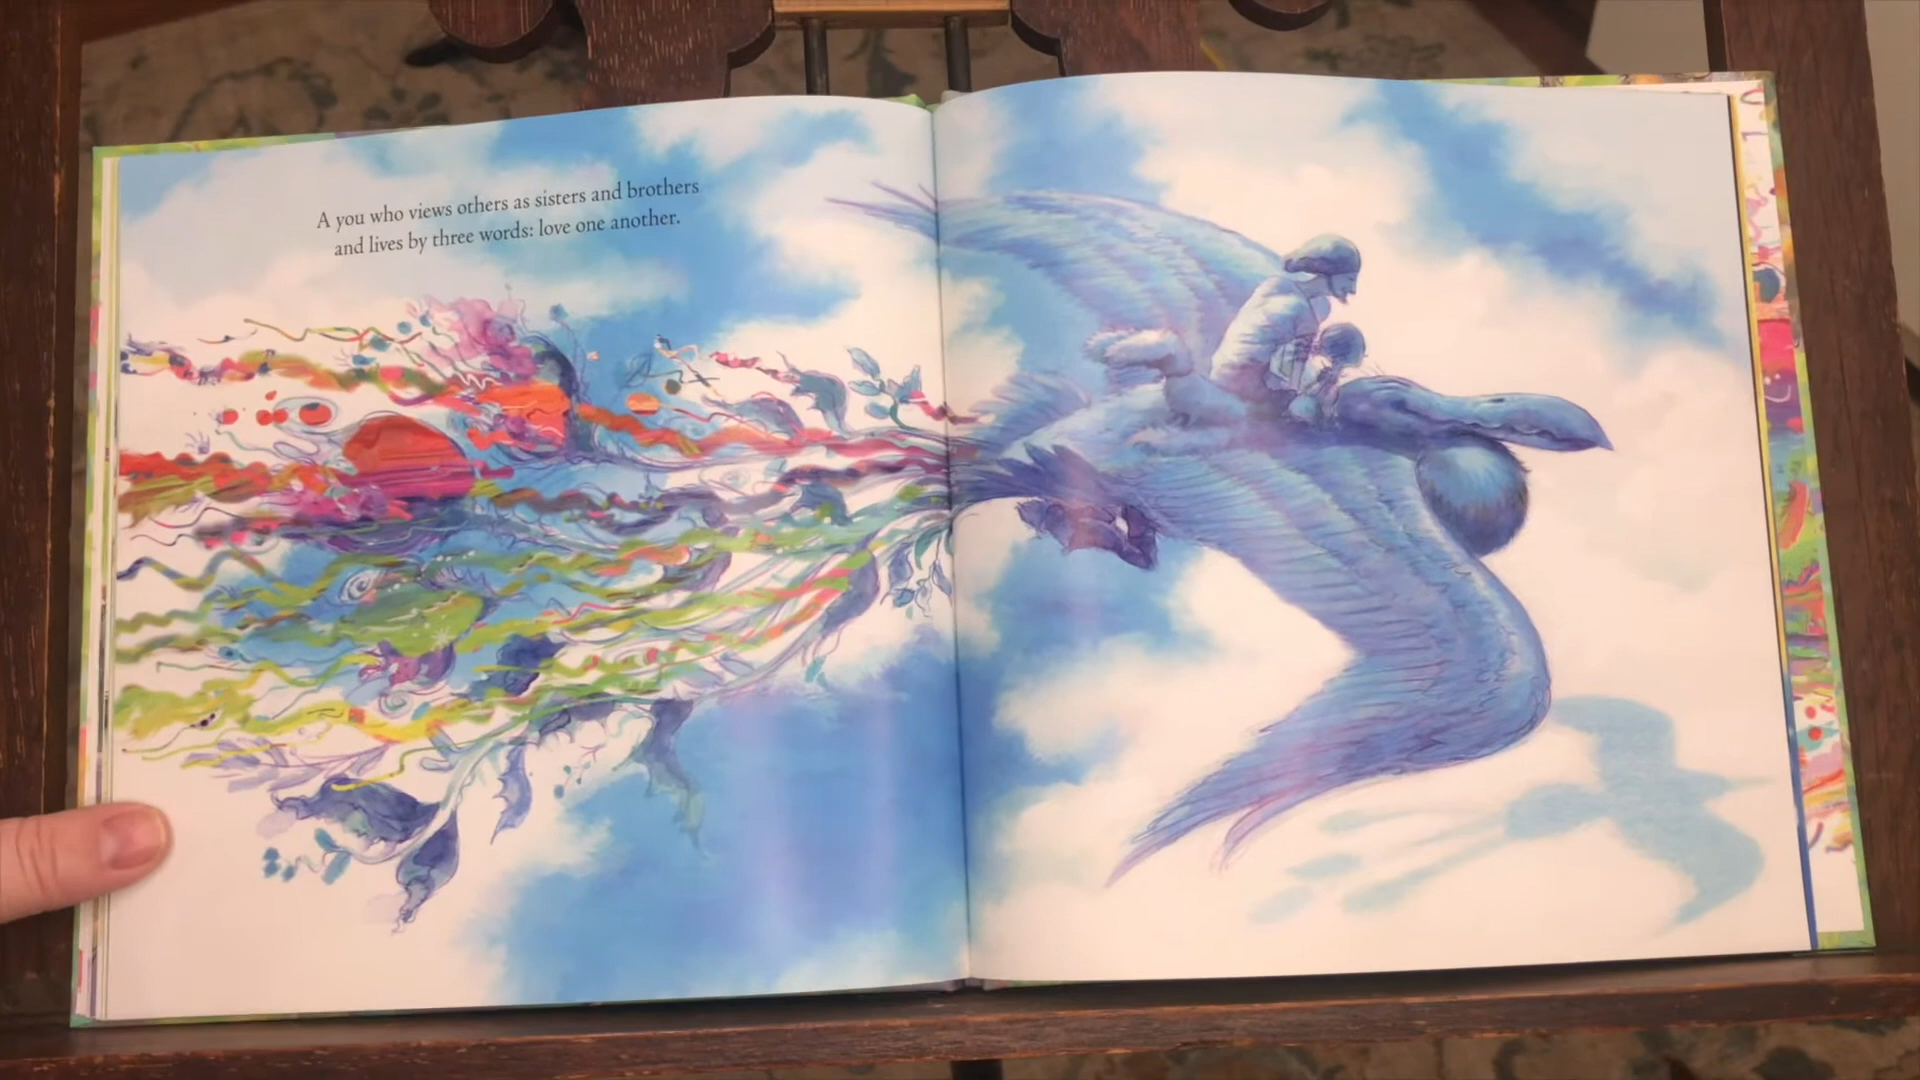 A you who views others as sisters and brothers
and lives by three words: love one another.